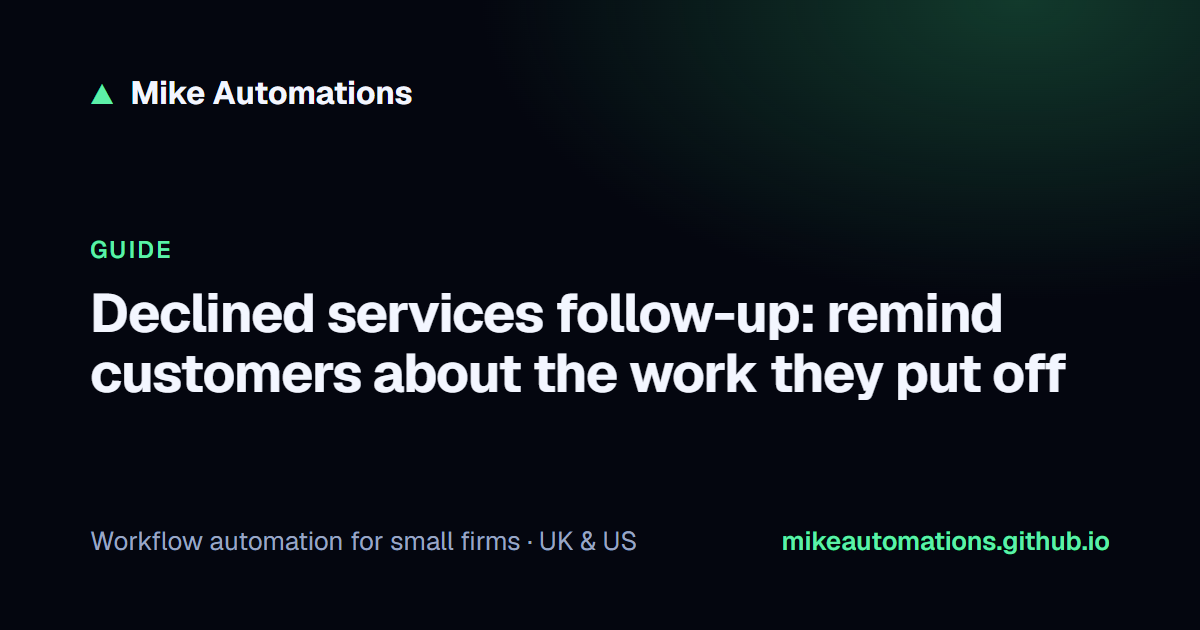 Mike Automations
GUIDE
Declined services follow-up: remind
customers about the work they put off
Workflow automation for small firms · UK & US
mikeautomations.github.io